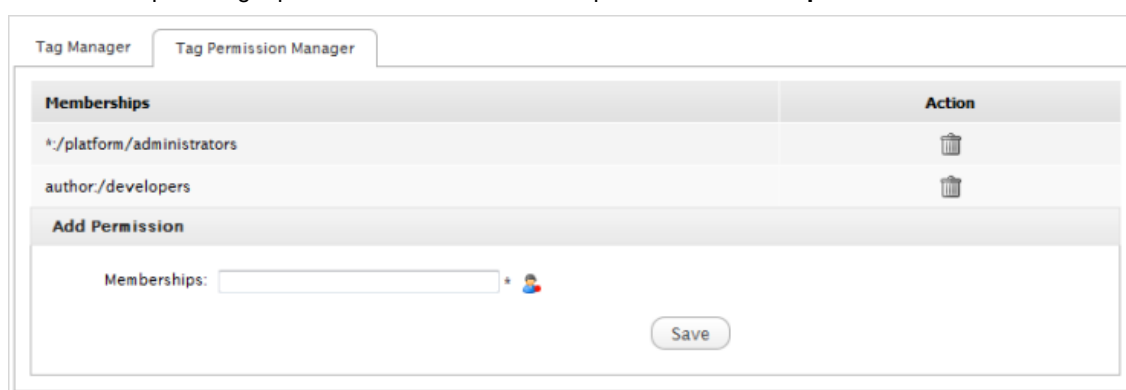 Tag Manager Tag Permission Manager
Memberships Action
*:/platform/administrators
author:/developers
Add Permission
Memberships: *
Save